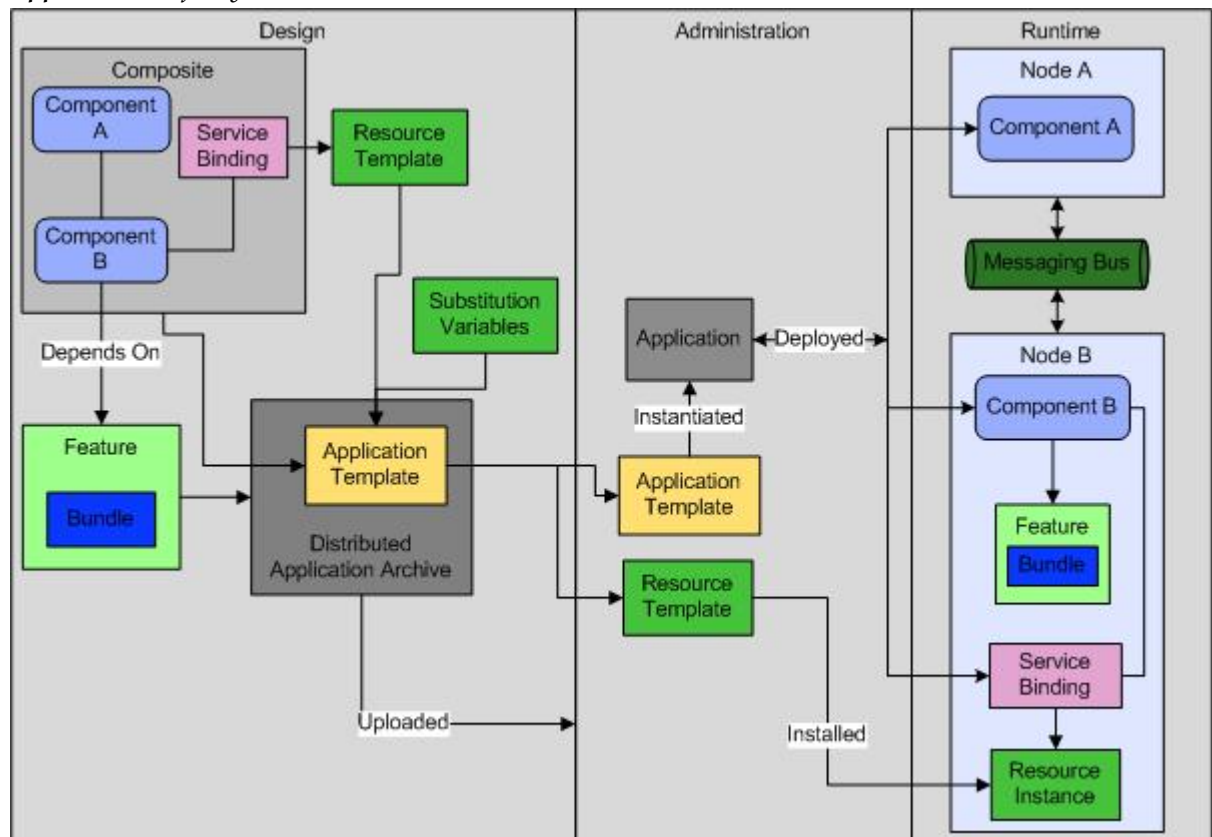 Design
Composite
Component
A
Service
Binding
Resource
Template
Component
B
Substitution
Variables
Depends On
Feature
Bundle
Application
Template
Distributed
Application Archive
Uploaded
Administration
Application
Deployed
Instantiated
Application
Template
Resource
Template
Installed
Runtime
Node A
Component A
Messaging Bus
Node B
Component B
Feature
Bundle
Service
Binding
Resource
Instance